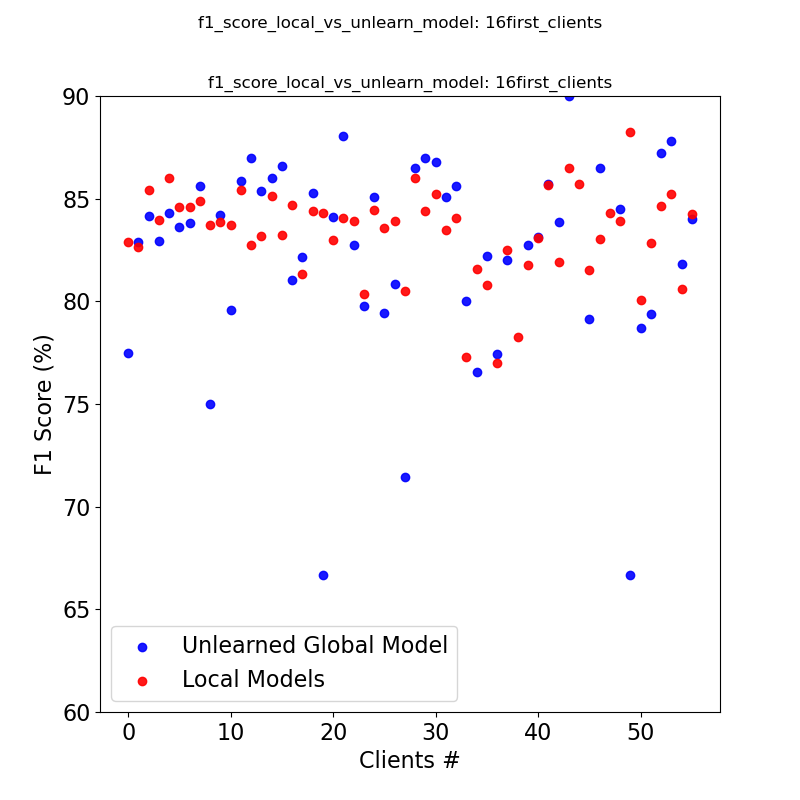 f1_score_local_vs_unlearn_model: 16first_clients
f1_score_local_vs_unlearn_model: 16first_clients
90
85
80
75
70
65
60
F1 Score (%)
Unlearned Global Model
Local Models
0 10 20 30 40 50
Clients #